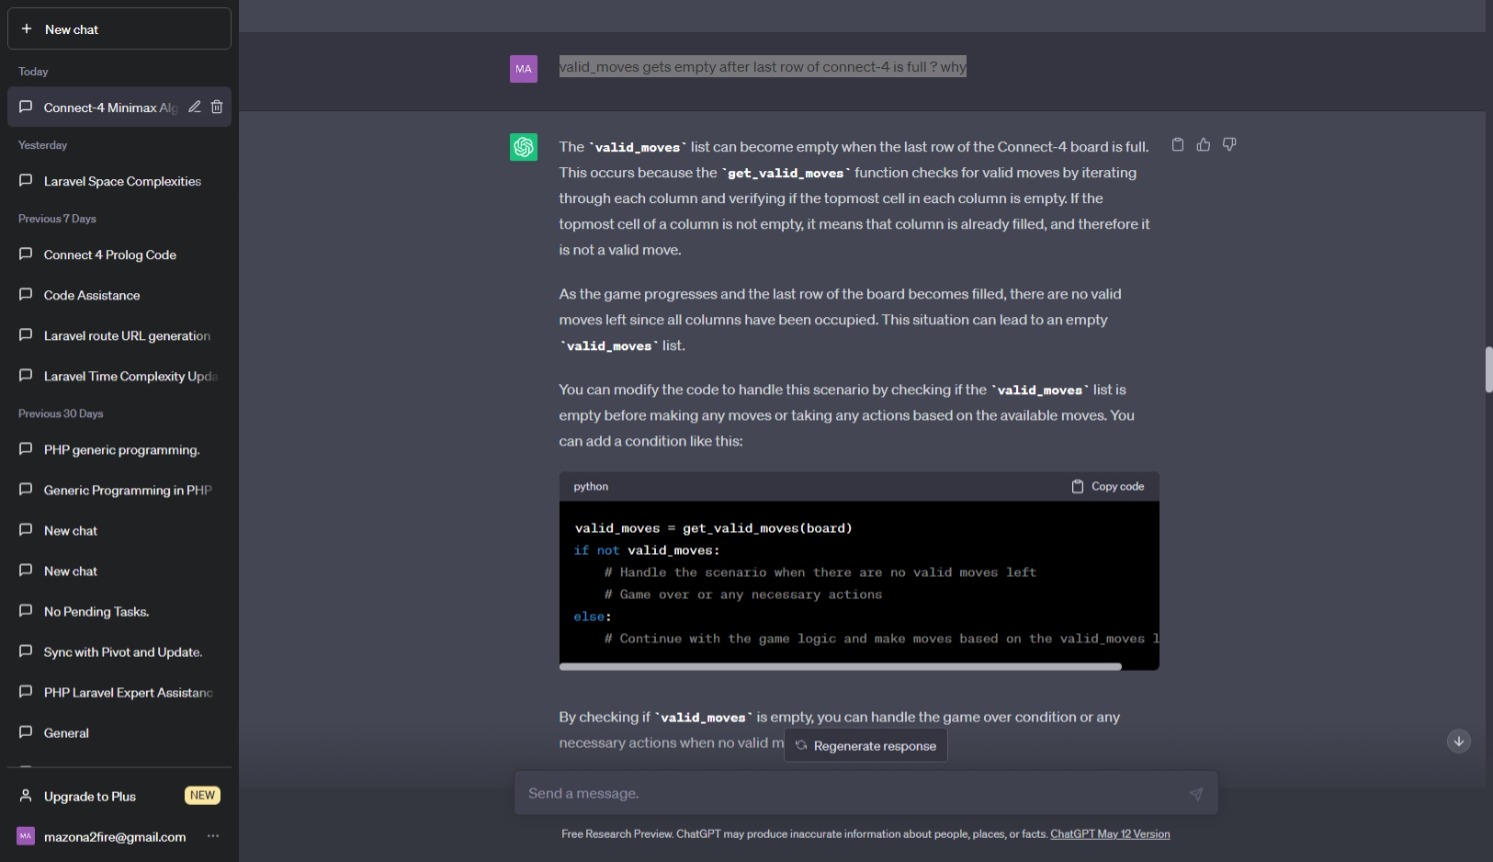 New chat
Today
Connect-4 Minimax Alg
Yesterday
Laravel Space Complexities
Previous 7 Days
Connect 4 Prolog Code
Code Assistance
Laravel route URL generation
Laravel Time Complexity Upda
Previous 30 Days
PHP generic programming.
Generic Programming in PHP
New chat
New chat
No Pending Tasks.
Sync with Pivot and Update.
PHP Laravel Expert Assistanc
General
Upgrade to Plus NEW
MA mazona2fire@gmail.com ...
MA valid_moves gets empty after last row of connect-4 is full ? why
The `valid_moves` list can become empty when the last row of the Connect-4 board is full.
This occurs because the `get_valid_moves` function checks for valid moves by iterating
through each column and verifying if the topmost cell in each column is empty. If the
topmost cell of a column is not empty, it means that column is already filled, and therefore it
is not a valid move.
As the game progresses and the last row of the board becomes filled, there are no valid
moves left since all columns have been occupied. This situation can lead to an empty
`valid_moves` list.
You can modify the code to handle this scenario by checking if the `valid_moves` list is
empty before making any moves or taking any actions based on the available moves. You
can add a condition like this:
python Copy code
valid_moves = get_valid_moves(board)
if not valid_moves:
# Handle the scenario when there are no valid moves left
# Game over or any necessary actions
else:
# Continue with the game logic and make moves based on the valid_moves l
By checking if `valid_moves` is empty, you can handle the game over condition or any
necessary actions when no valid m
Regenerate response
Send a message.
Free Research Preview. ChatGPT may produce inaccurate information about people, places, or facts. ChatGPT May 12 Version